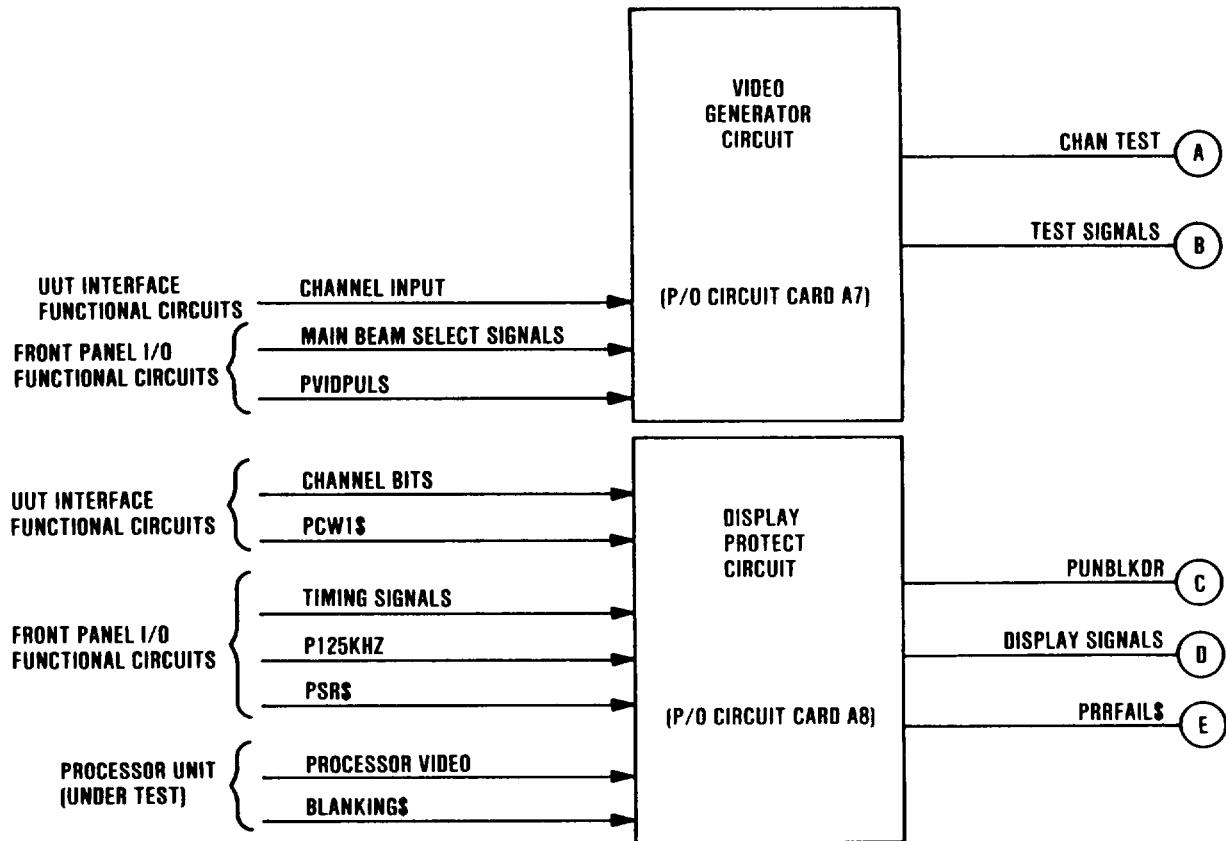 VIDEO
GENERATOR
CIRCUIT
(P/O CIRCUIT CARD A7)
CHAN TEST
A
TEST SIGNALS
B
UUT INTERFACE
FUNCTIONAL CIRCUITS
CHANNEL INPUT
FRONT PANEL I/O
FUNCTIONAL CIRCUITS
MAIN BEAM SELECT SIGNALS
PVIDPULS
UUT INTERFACE
FUNCTIONAL CIRCUITS
CHANNEL BITS
PCW1$
DISPLAY
PROTECT
CIRCUIT
(P/O CIRCUIT CARD A8)
FRONT PANEL I/O
FUNCTIONAL CIRCUITS
TIMING SIGNALS
P125KHZ
PSR$
PROCESSOR UNIT
(UNDER TEST)
PROCESSOR VIDEO
BLANKING$
PUNBLKDR
C
DISPLAY SIGNALS
D
PRRFAIL$
E